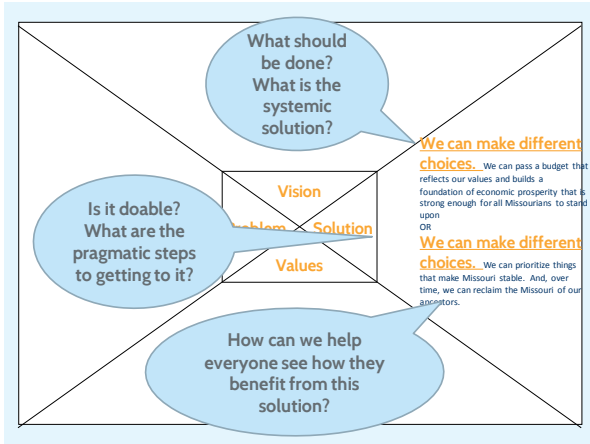 What should
be done?
What is the
systemic
solution?
We can make different
choices. We can pass a budget that
reflects our values and builds a
foundation of economic prosperity that is
strong enough for all Missourians to stand
upon
OR
We can make different
choices. We can prioritize things
that make Missouri stable. And, over
time, we can reclaim the Missouri of our
ancestors.
Vision
Solution
Values
Is it doable?
What are the
pragmatic steps
to getting to it?
How can we help
everyone see how they
benefit from this
solution?